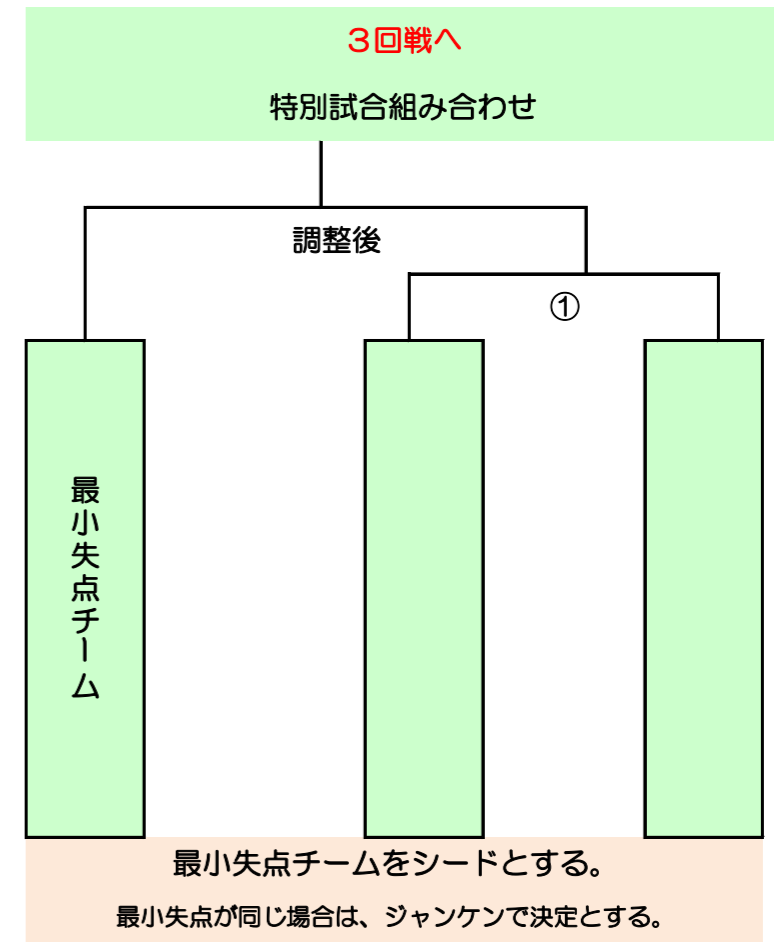 ３回戦へ
特別試合組み合わせ
調整後
①
最小失点チーム
最小失点チームをシードとする。
最小失点が同じ場合は、ジャンケンで決定とする。